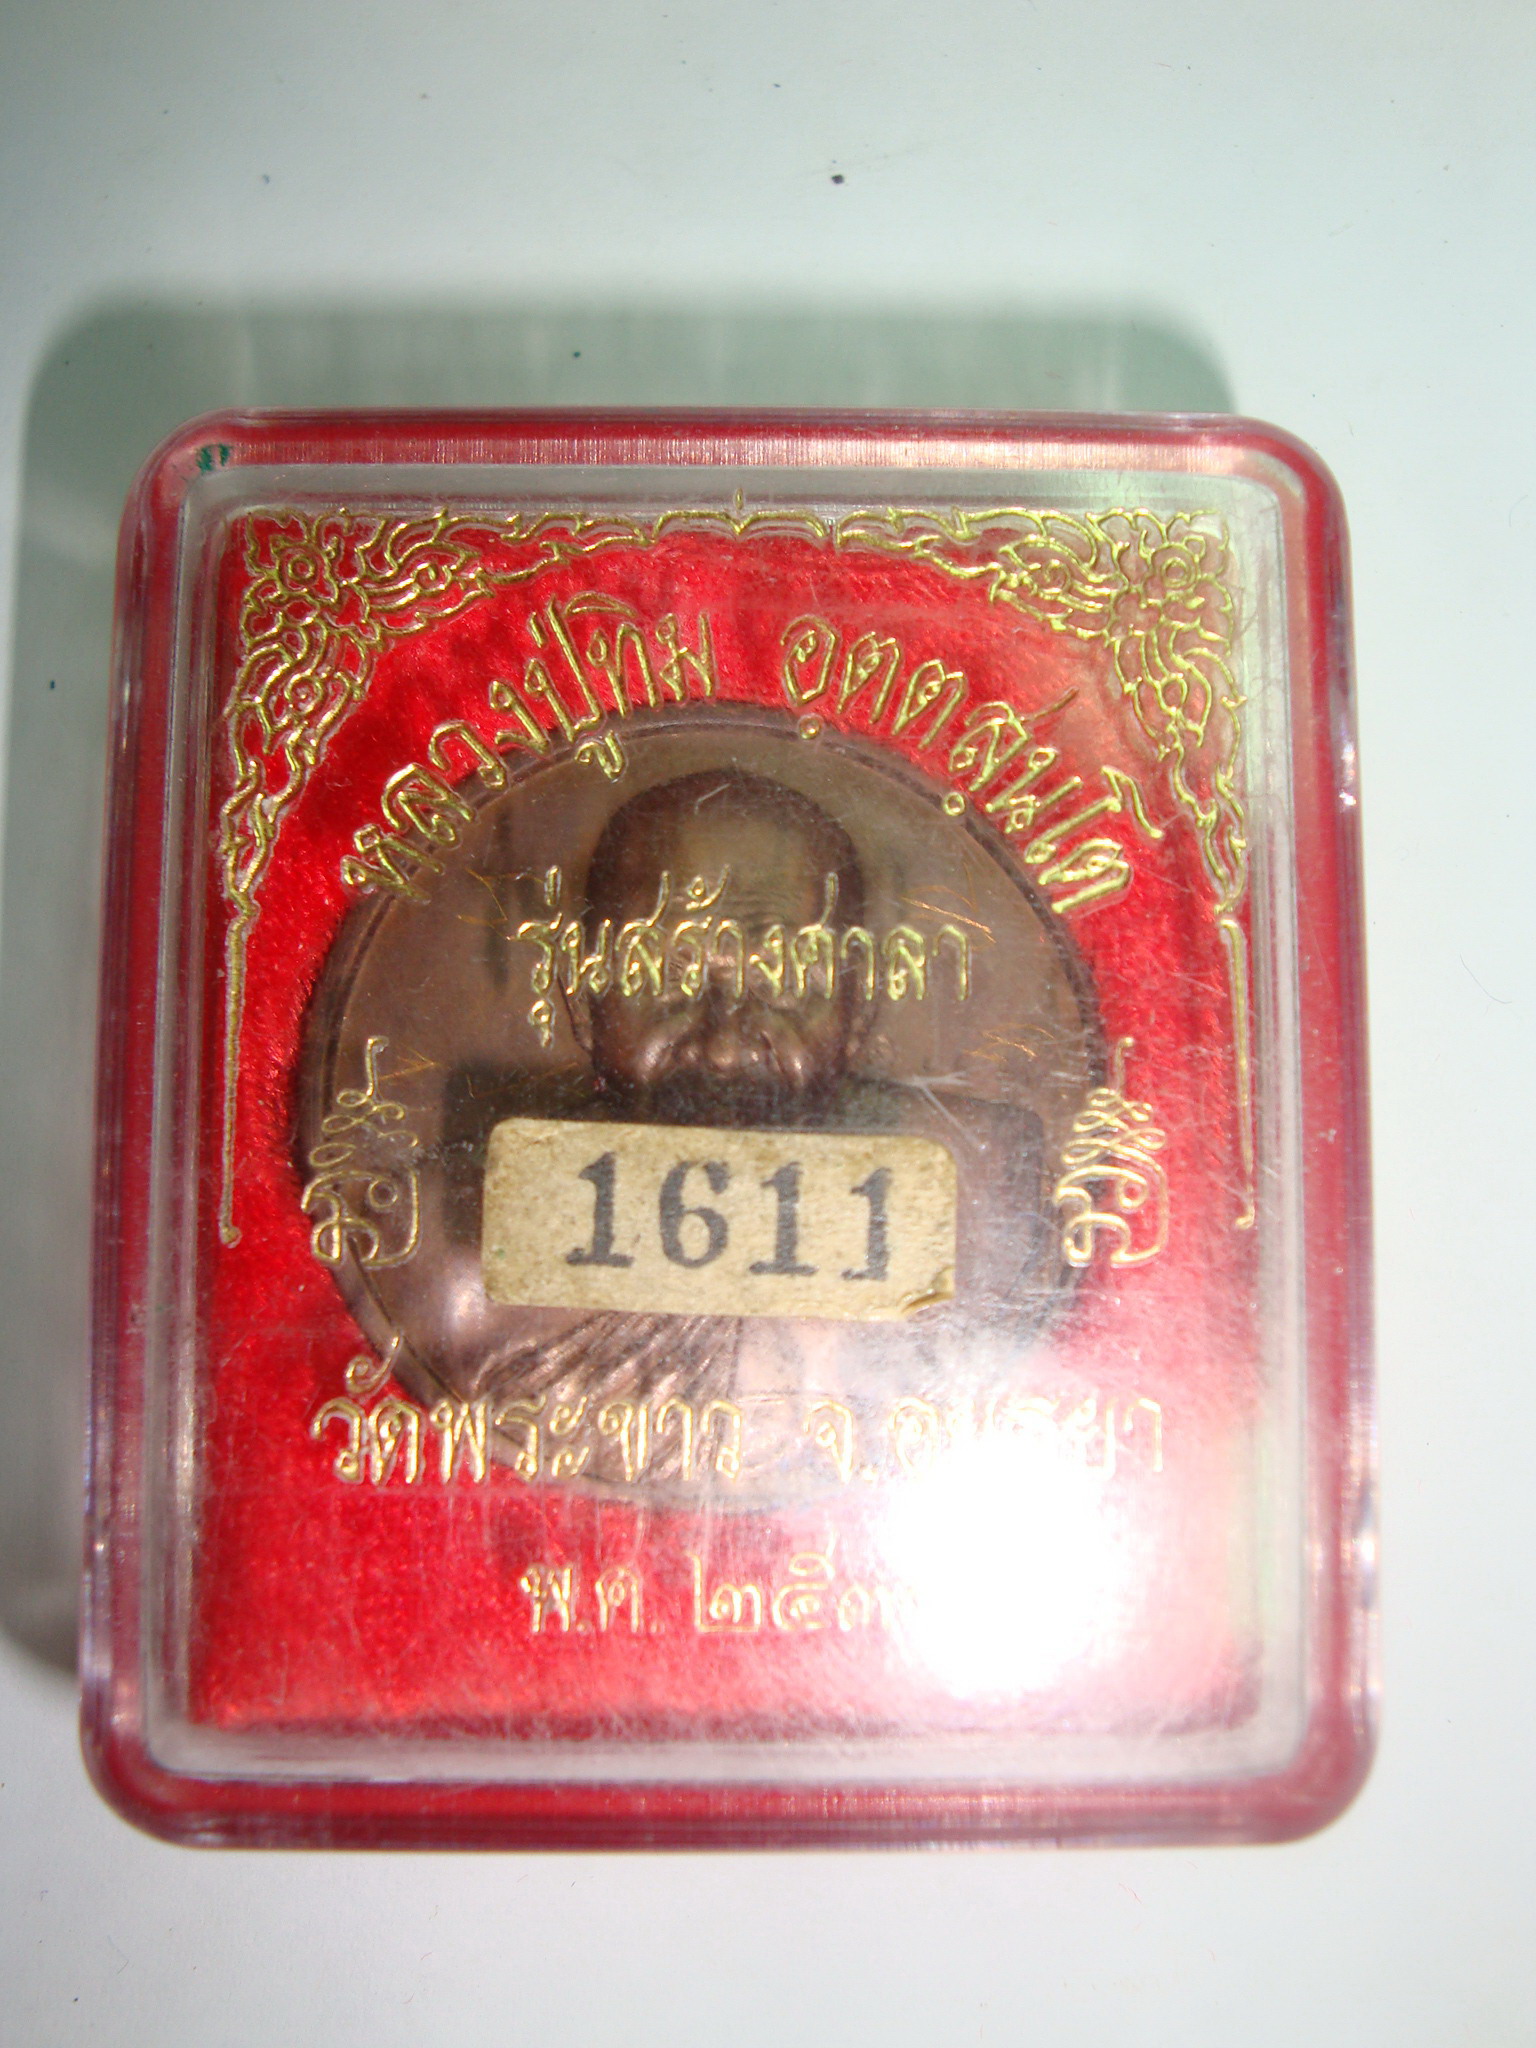 หลวงปู่ทิม อตฺตสนฺโต
รุ่นสร้างศาลา
1611
วัดพระขาว จ.อยุธยา
พ.ศ.